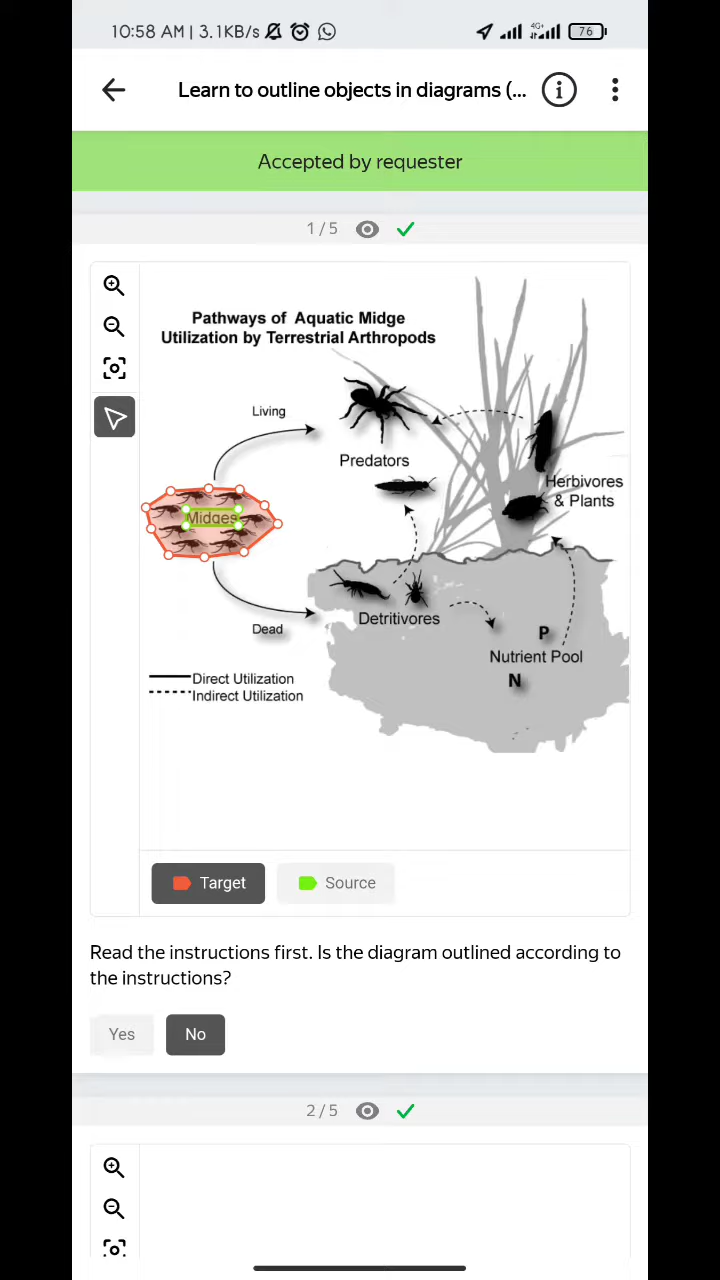 10:58 AM | 3.1KB/s 4G+ 76
Learn to outline objects in diagrams (...
Accepted by requester
1 / 5
Pathways of Aquatic Midge
Utilization by Terrestrial Arthropods
Living
Predators
Herbivores
& Plants
Midges
Detritivores
Dead
P
Nutrient Pool
N
Direct Utilization
Indirect Utilization
Target Source
Read the instructions first. Is the diagram outlined according to
the instructions?
Yes No
2 / 5